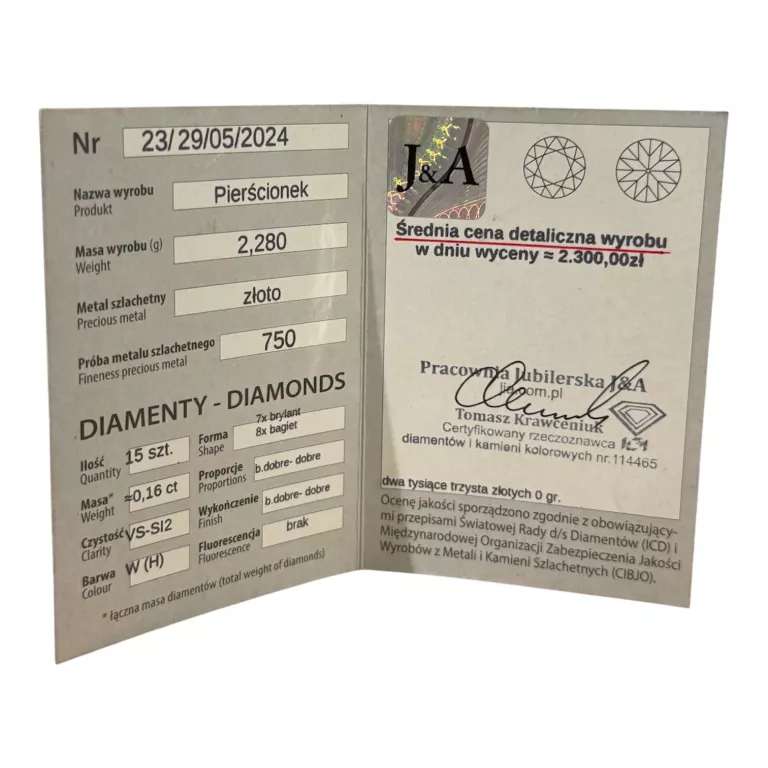 Nr 23/29/05/2024
Nazwa wyrobu Pierścionek
Produkt
Masa wyrobu (g) 2,280
Weight
Metal szlachetny złoto
Precious metal
Próba metalu szlachetnego 750
Fineness precious metal
DIAMENTY - DIAMONDS
Ilość 15 szt.
Quantity
Forma 7x brylant
Shape 8x bagiet
Masa* ≈0,16 ct
Weight
Proporcje b.dobre- dobre
Proportions
Czystość VS-SI2
Clarity
Wykończenie b.dobre- dobre
Finish
Barwa W (H)
Colour
Fluorescencja brak
Fluorescence
* łączna masa diamentów (total weight of diamonds)
J&A
Średnia cena detaliczna wyrobu
w dniu wyceny ≈ 2.300,00zł
Pracownia Jubilerska J&A
jia.com.pl
Tomasz Krawceniuk
Certyfikowany rzeczoznawca
diamentów i kamieni kolorowych nr.114465
dwa tysiące trzysta złotych 0 gr.
Ocenę jakości sporządzono zgodnie z obowiązujący-
mi przepisami Światowej Rady d/s Diamentów (ICD) i
Międzynarodowej Organizacji Zabezpieczenia Jakości
Wyrobów z Metali i Kamieni Szlachetnych (CIBJO).